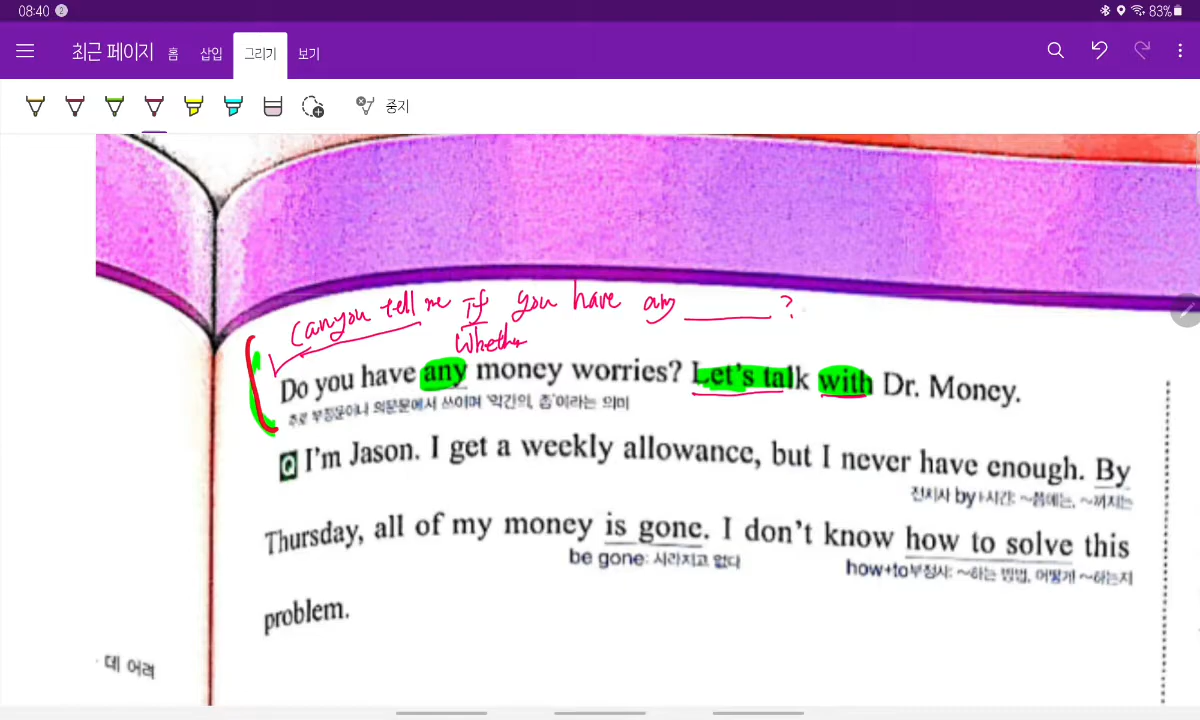 08:40 2 83%
최근 페이지 홈 삽입 그리기 보기
중지
Can you tell me If you have any ______ ?
Whether
Do you have any money worries? Let's talk with Dr. Money.
주로 부정문이나 의문문에서 쓰이며 '약간의, 좀'이라는 의미
Q I'm Jason. I get a weekly allowance, but I never have enough. By
전치사 by+시간: ~쯤에는, ~까지는
Thursday, all of my money is gone. I don't know how to solve this
be gone: 사라지고 없다 how+to부정사: ~하는 방법, 어떻게 ~하는지
problem.
데 어려